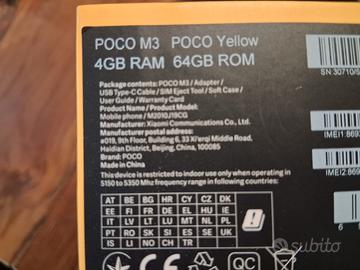 POCO M3 POCO Yellow
4GB RAM 64GB ROM
SN: 30710/S
Package contents: POCO M3 / Adapter /
USB Type-C Cable / SIM Eject Tool / Soft Case /
User Guide / Warranty Card
Product Name / Product Model:
Mobile phone / M2010J19CG
Manufacturer: Xiaomi Communications Co., Ltd.
#019, 9th Floor, Building 6, 33 Xi'erqi Middle Road,
Haidian District, Beijing, China, 100085
Brand: POCO
Made in China
IMEI1:869
IMEI2:869
This device is restricted to indoor use only when operating in
5150 to 5350 Mhz frequency range in following countries:
AT BE BG HR CY CZ DK
EE FI FR DE EL HU IE
IT LV LT LU MT NL PL
PT RO SK SI ES SE UK
IS LI NO CH TR
6
CE
QC
subito